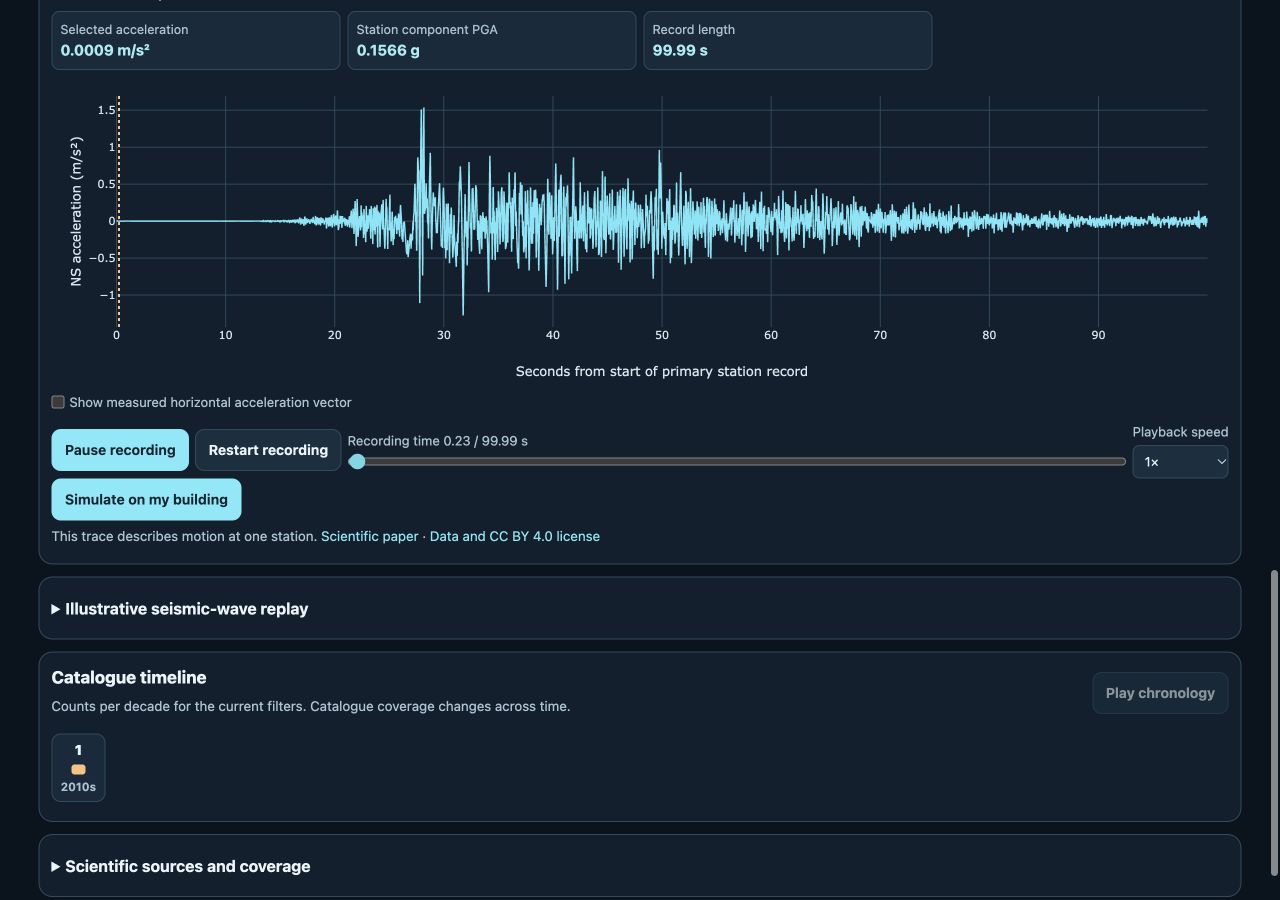 Selected acceleration
0.0009 m/s²
Station component PGA
0.1566 g
Record length
99.99 s
NS acceleration (m/s²)
1.5
1
0.5
0
−0.5
−1
0 10 20 30 40 50 60 70 80 90
Seconds from start of primary station record
Show measured horizontal acceleration vector
Pause recording
Restart recording
Recording time 0.23 / 99.99 s
Playback speed
1×
Simulate on my building
This trace describes motion at one station. Scientific paper · Data and CC BY 4.0 license
Illustrative seismic-wave replay
Catalogue timeline
Counts per decade for the current filters. Catalogue coverage changes across time.
Play chronology
1
2010s
Scientific sources and coverage